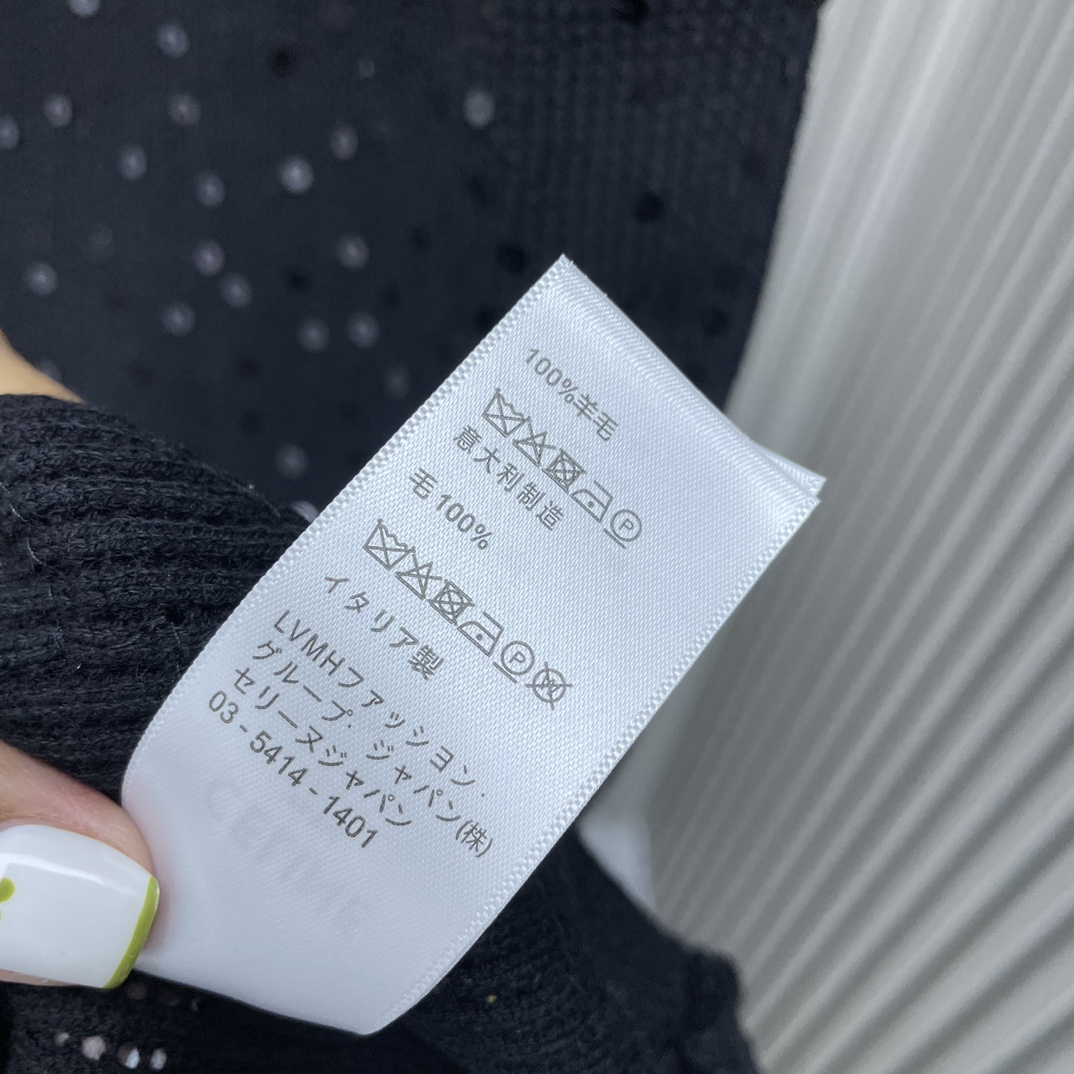 100%羊毛
P
意大利制造
毛 100%
P W
イタリア製
LVMHファッション.
グループ. ジャパン(株)
セリーヌジャパン
03-5414-1401